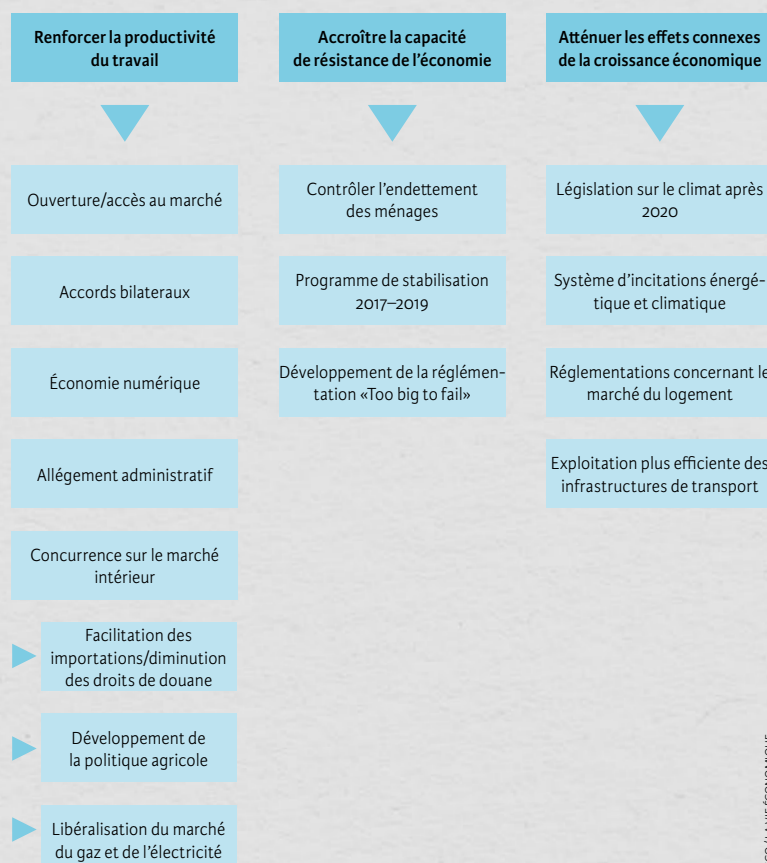 Renforcer la productivité
du travail
Ouverture/accès au marché
Accords bilateraux
Économie numérique
Allégement administratif
Concurrence sur le marché
intérieur
Facilitation des
importations/diminution
des droits de douane
Développement de
la politique agricole
Libéralisation du marché
du gaz et de l’électricité
Accroître la capacité
de résistance de l’économie
Contrôler l’endettement
des ménages
Programme de stabilisation
2017–2019
Développement de la réglémen-
tation «Too big to fail»
Atténuer les effets connexes
de la croissance économique
Législation sur le climat après
2020
Système d’incitations énergé-
tique et climatique
Réglementations concernant le
marché du logement
Exploitation plus efficiente des
infrastructures de transport